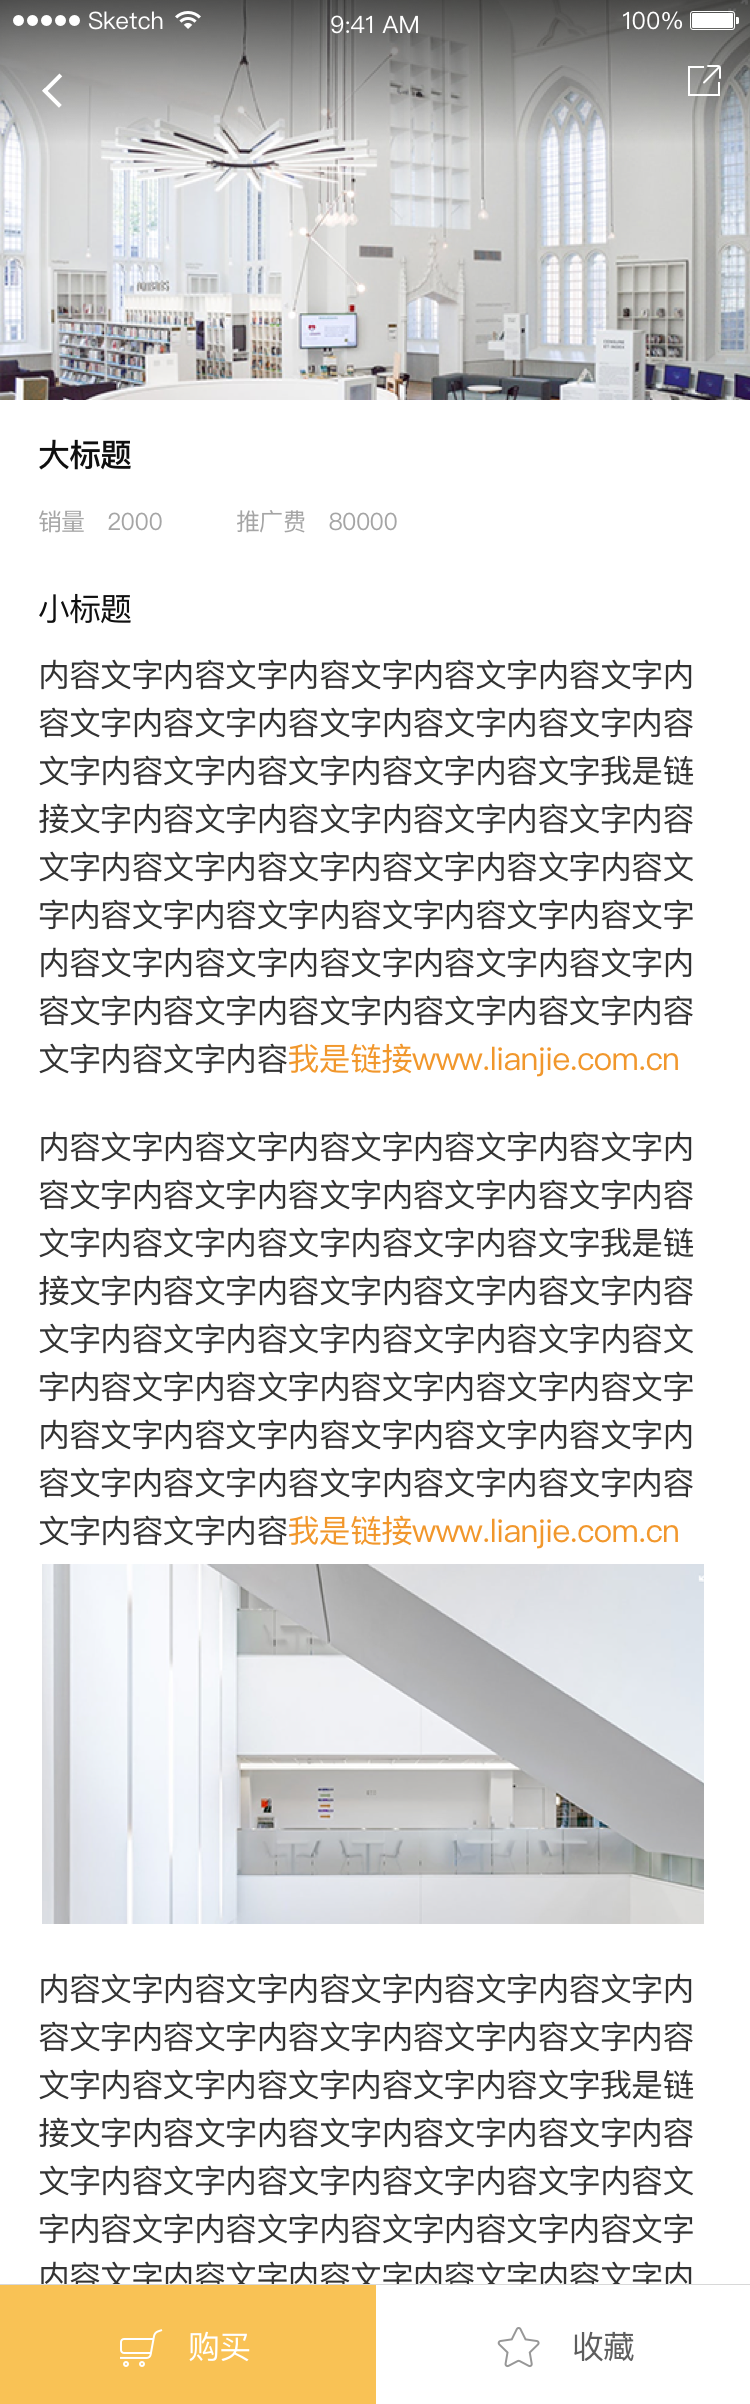 Sketch 9:41 AM 100%
大标题
销量 2000 推广费 80000
小标题
内容文字内容文字内容文字内容文字内容文字内
容文字内容文字内容文字内容文字内容文字内容
文字内容文字内容文字内容文字内容文字我是链
接文字内容文字内容文字内容文字内容文字内容
文字内容文字内容文字内容文字内容文字内容文
字内容文字内容文字内容文字内容文字内容文字
内容文字内容文字内容文字内容文字内容文字内
容文字内容文字内容文字内容文字内容文字内容
文字内容文字内容我是链接www.lianjie.com.cn
内容文字内容文字内容文字内容文字内容文字内
容文字内容文字内容文字内容文字内容文字内容
文字内容文字内容文字内容文字内容文字我是链
接文字内容文字内容文字内容文字内容文字内容
文字内容文字内容文字内容文字内容文字内容文
字内容文字内容文字内容文字内容文字内容文字
内容文字内容文字内容文字内容文字内容文字内
容文字内容文字内容文字内容文字内容文字内容
文字内容文字内容我是链接www.lianjie.com.cn
内容文字内容文字内容文字内容文字内容文字内
容文字内容文字内容文字内容文字内容文字内容
文字内容文字内容文字内容文字内容文字我是链
接文字内容文字内容文字内容文字内容文字内容
文字内容文字内容文字内容文字内容文字内容文
字内容文字内容文字内容文字内容文字内容文字
内容文字内容文字内容文字内容文字内容文字内
购买 收藏